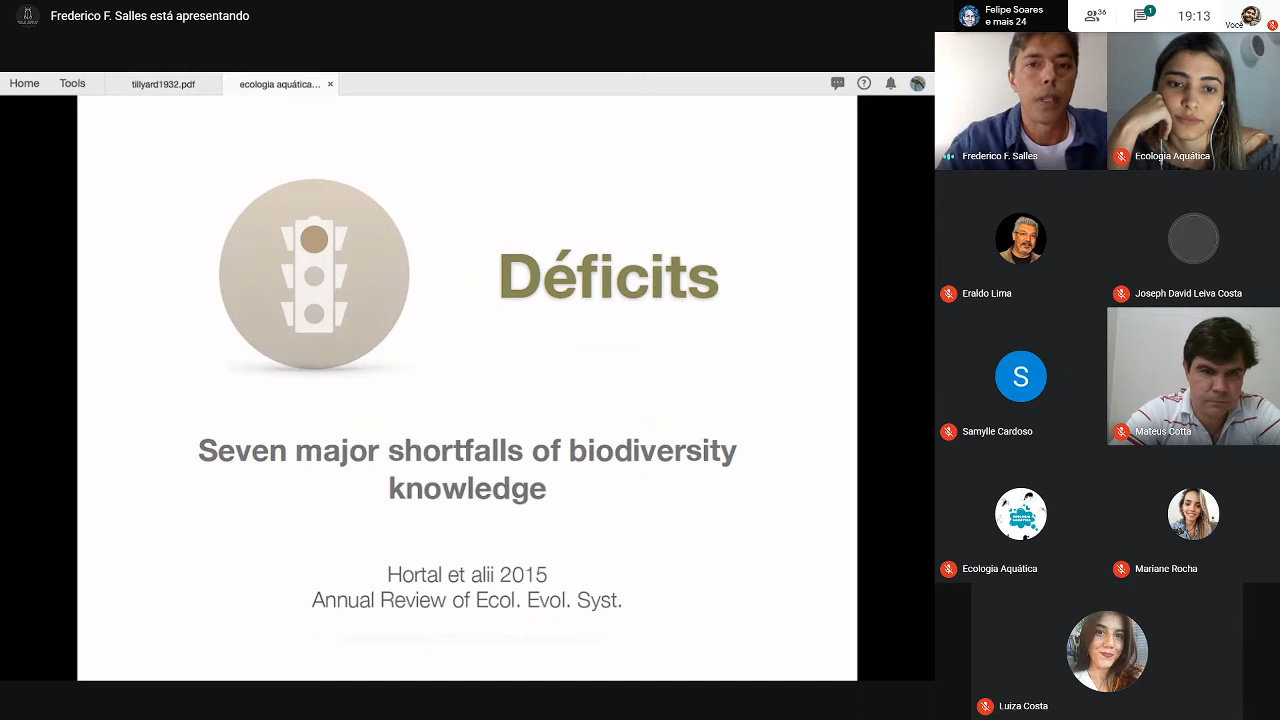 Frederico F. Salles está apresentando
Felipe Soares
e mais 24
36
1
19:13
Você
Home
Tools
tillyard1932.pdf
ecologia aquática...
Déficits
Seven major shortfalls of biodiversity
knowledge
Hortal et alii 2015
Annual Review of Ecol. Evol. Syst.
Frederico F. Salles
Ecologia Aquática
Eraldo Lima
Joseph David Leiva Costa
S
Samylle Cardoso
Mateus Cotta
Ecologia Aquática
Mariane Rocha
Luiza Costa